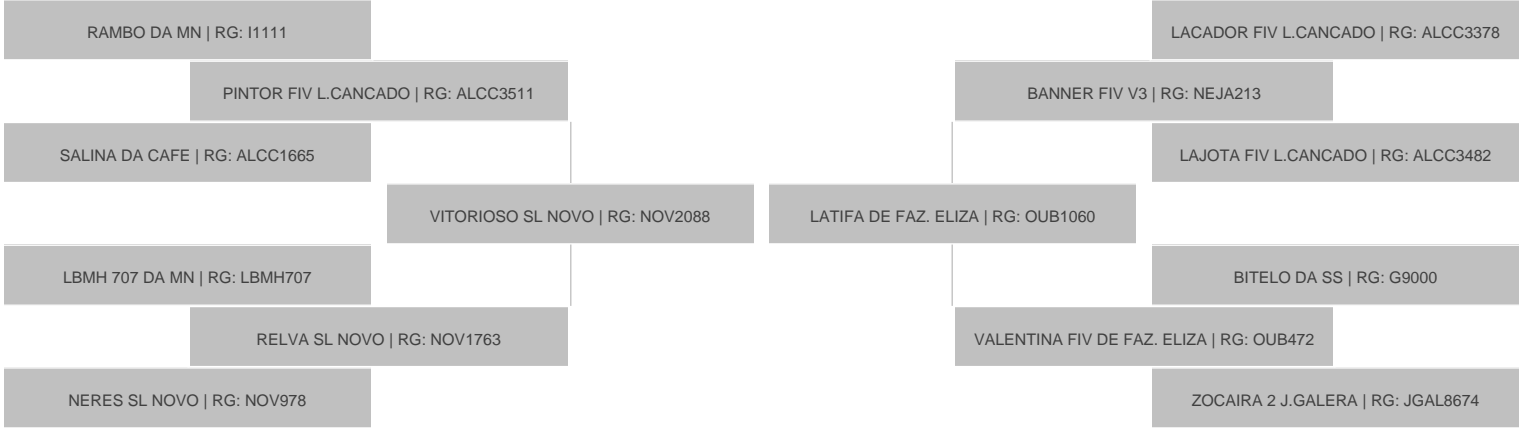 RAMBO DA MN | RG: I1111
LACADOR FIV L.CANCADO | RG: ALCC3378
PINTOR FIV L.CANCADO | RG: ALCC3511
BANNER FIV V3 | RG: NEJA213
SALINA DA CAFE | RG: ALCC1665
LAJOTA FIV L.CANCADO | RG: ALCC3482
VITORIOSO SL NOVO | RG: NOV2088
LATIFA DE FAZ. ELIZA | RG: OUB1060
LBMH 707 DA MN | RG: LBMH707
BITELO DA SS | RG: G9000
RELVA SL NOVO | RG: NOV1763
VALENTINA FIV DE FAZ. ELIZA | RG: OUB472
NERES SL NOVO | RG: NOV978
ZOCAIRA 2 J.GALERA | RG: JGAL8674